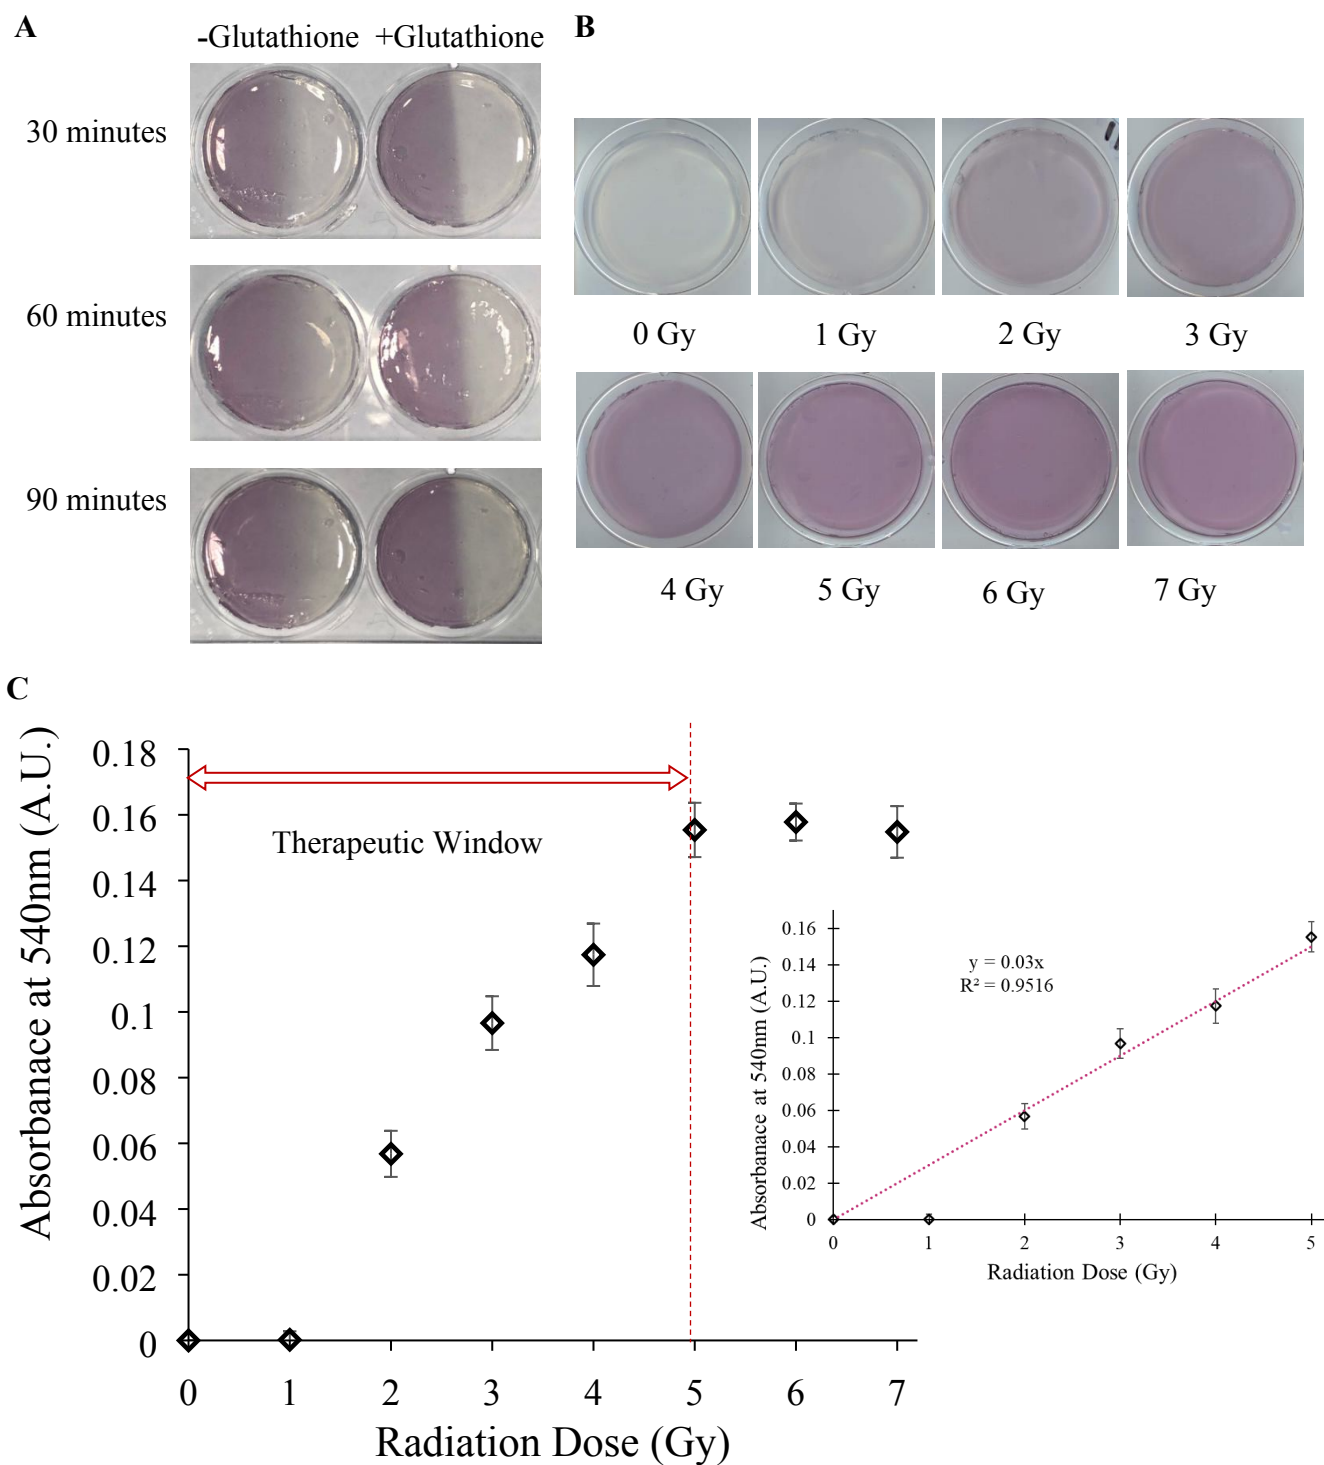 A
-Glutathione +Glutathione
30 minutes
60 minutes
90 minutes
B
0 Gy
1 Gy
2 Gy
3 Gy
4 Gy
5 Gy
6 Gy
7 Gy
C
Absorbanace at 540nm (A.U.)
0.18
0.16
0.14
0.12
0.1
0.08
0.06
0.04
0.02
0
Therapeutic Window
0 1 2 3 4 5 6 7
Radiation Dose (Gy)
Absorbanace at 540nm (A.U.)
0.16
0.14
0.12
0.1
0.08
0.06
0.04
0.02
0
y = 0.03x
R² = 0.9516
0 1 2 3 4 5
Radiation Dose (Gy)